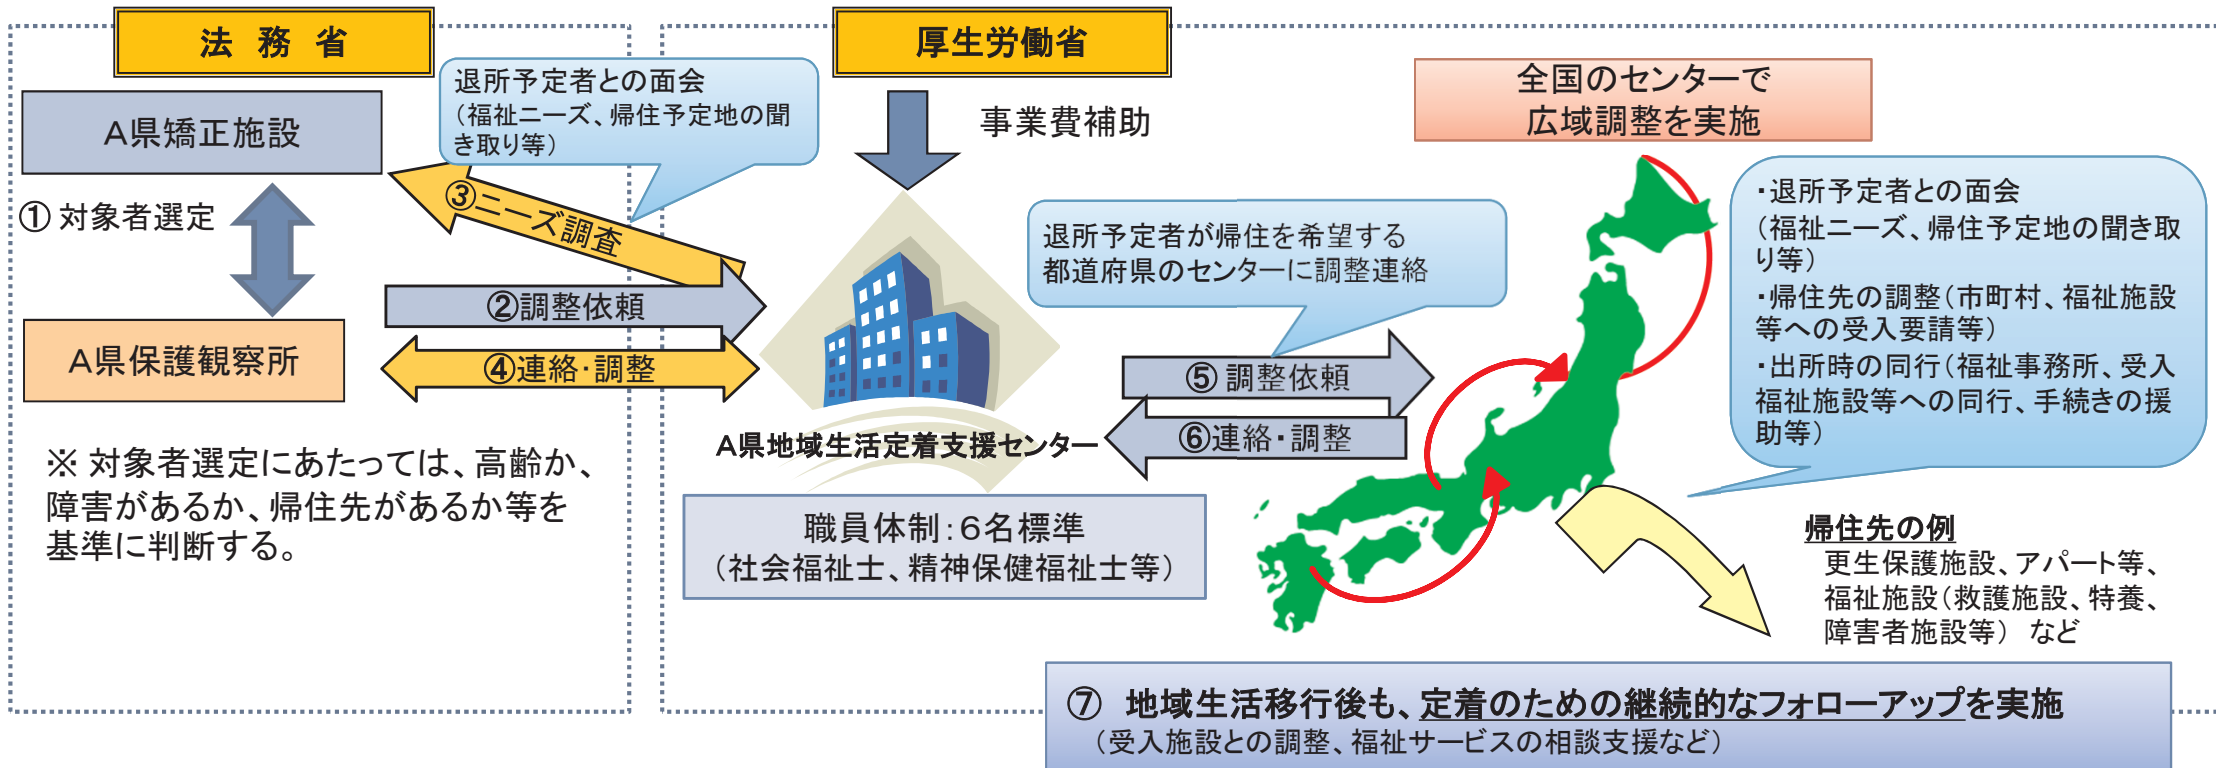 法 務 省
厚生労働省
A県矯正施設
① 対象者選定
A県保護観察所
※ 対象者選定にあたっては、高齢か、
障害があるか、帰住先があるか等を
基準に判断する。
退所予定者との面会
(福祉ニーズ、帰住予定地の聞
き取り等)
③ニーズ調査
②調整依頼
④連絡・調整
事業費補助
A県地域生活定着支援センター
職員体制:6名標準
(社会福祉士、精神保健福祉士等)
退所予定者が帰住を希望する
都道府県のセンターに調整連絡
⑤ 調整依頼
⑥連絡・調整
全国のセンターで
広域調整を実施
・退所予定者との面会
(福祉ニーズ、帰住予定地の聞き取
り等)
・帰住先の調整(市町村、福祉施設
等への受入要請等)
・出所時の同行(福祉事務所、受入
福祉施設等への同行、手続きの援
助等)
帰住先の例
更生保護施設、アパート等、
福祉施設(救護施設、特養、
障害者施設等) など
⑦ 地域生活移行後も、定着のための継続的なフォローアップを実施
(受入施設との調整、福祉サービスの相談支援など)